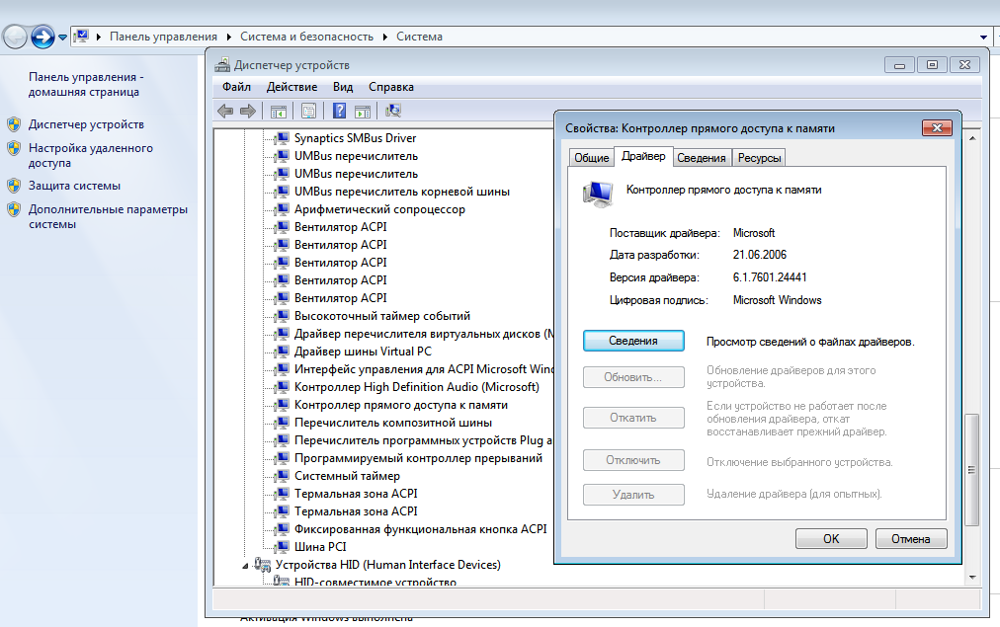 Панель управления
Система и безопасность
Система
Панель управления -
домашняя страница
Диспетчер устройств
Настройка удаленного
доступа
Защита системы
Дополнительные параметры
системы
Диспетчер устройств
Файл Действие Вид Справка
Synaptics SMBus Driver
UMBus перечислитель
UMBus перечислитель
UMBus перечислитель корневой шины
Арифметический сопроцессор
Вентилятор ACPI
Вентилятор ACPI
Вентилятор ACPI
Вентилятор ACPI
Вентилятор ACPI
Высокоточный таймер событий
Драйвер перечислителя виртуальных дисков (M
Драйвер шины Virtual PC
Интерфейс управления для ACPI Microsoft Wind
Контроллер High Definition Audio (Microsoft)
Контроллер прямого доступа к памяти
Перечислитель композитной шины
Перечислитель программных устройств Plug a
Программируемый контроллер прерываний
Системный таймер
Термальная зона ACPI
Термальная зона ACPI
Фиксированная функциональная кнопка ACPI
Шина PCI
Устройства HID (Human Interface Devices)
HID-совместимое устройство
Активация Windows выполнена
Свойства: Контроллер прямого доступа к памяти
Общие Драйвер Сведения Ресурсы
Контроллер прямого доступа к памяти
Поставщик драйвера: Microsoft
Дата разработки: 21.06.2006
Версия драйвера: 6.1.7601.24441
Цифровая подпись: Microsoft Windows
Сведения
Просмотр сведений о файлах драйверов.
Обновить...
Обновление драйверов для этого
устройства.
Откатить
Если устройство не работает после
обновления драйвера, откат
восстанавливает прежний драйвер.
Отключить
Отключение выбранного устройства.
Удалить
Удаление драйвера (для опытных).
OK
Отмена